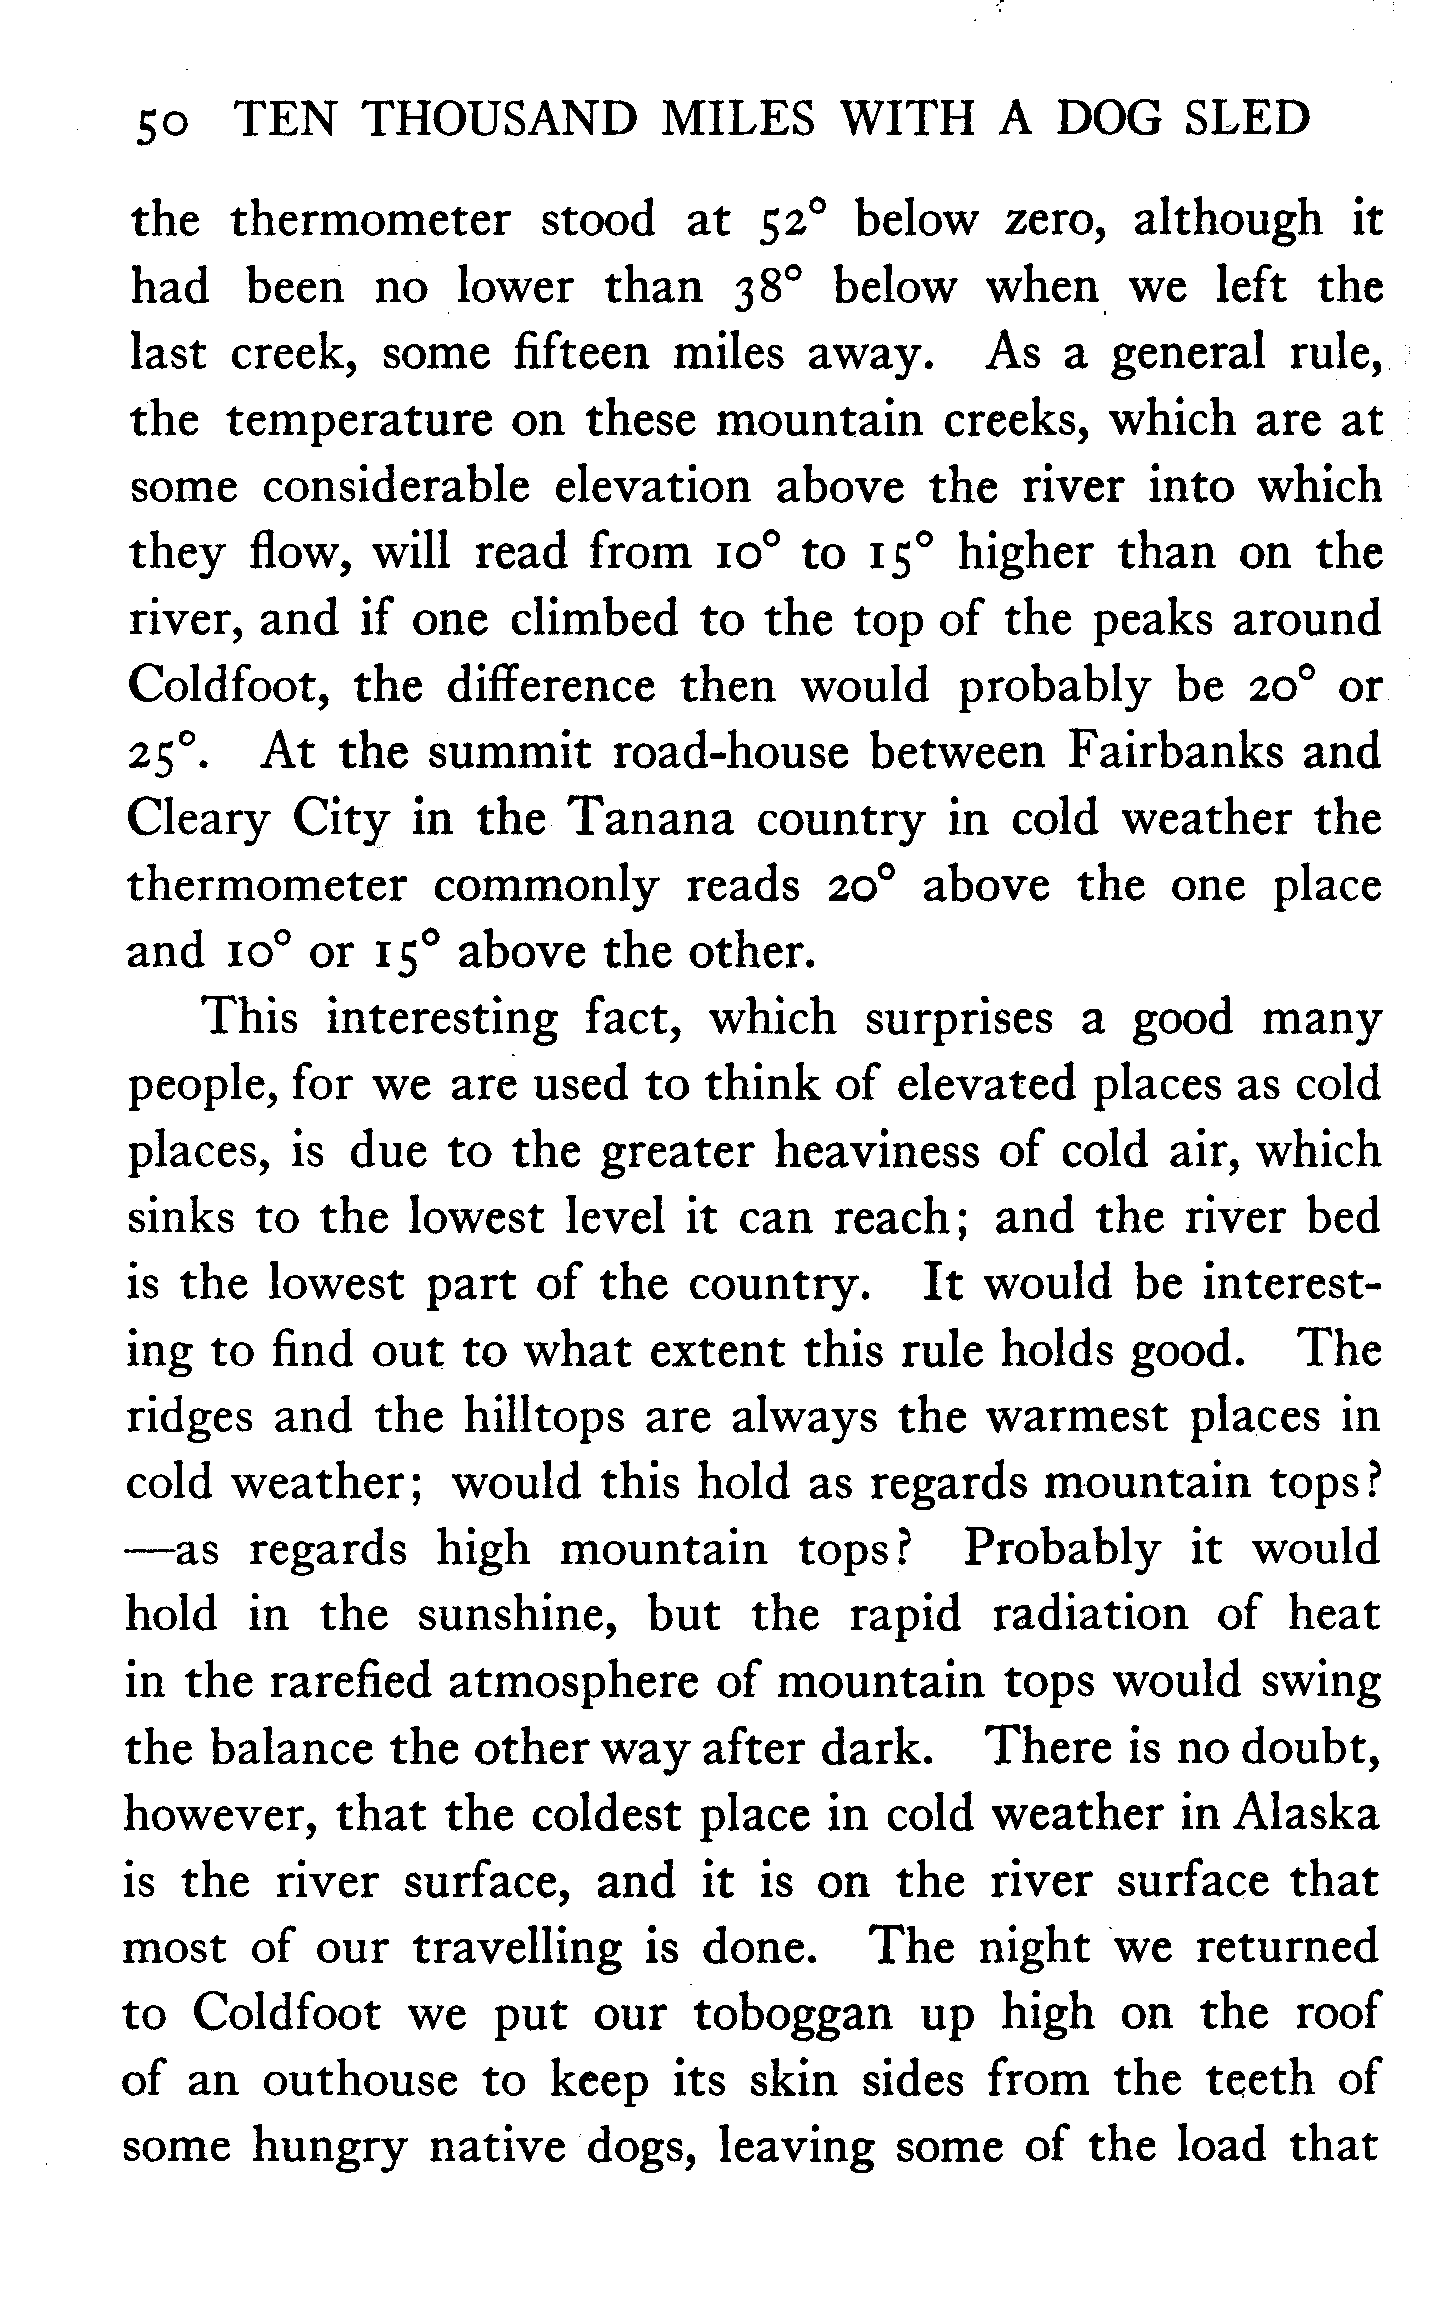 50 TEN THOUSAND MILES WITH A DOG SLED
the thermometer stood at 52° below zero, although it
had been no lower than 38° below when we left the
last creek, some fifteen miles away. As a general rule,
the temperature on these mountain creeks, which are at
some considerable elevation above the river into which
they flow, will read from 10° to 15° higher than on the
river, and if one climbed to the top of the peaks around
Coldfoot, the difference then would probably be 20° or
25°. At the summit road-house between Fairbanks and
Cleary City in the Tanana country in cold weather the
thermometer commonly reads 20° above the one place
and 10° or 15° above the other.
This interesting fact, which surprises a good many
people, for we are used to think of elevated places as cold
places, is due to the greater heaviness of cold air, which
sinks to the lowest level it can reach; and the river bed
is the lowest part of the country. It would be interest-
ing to find out to what extent this rule holds good. The
ridges and the hilltops are always the warmest places in
cold weather; would this hold as regards mountain tops?
—as regards high mountain tops? Probably it would
hold in the sunshine, but the rapid radiation of heat
in the rarefied atmosphere of mountain tops would swing
the balance the other way after dark. There is no doubt,
however, that the coldest place in cold weather in Alaska
is the river surface, and it is on the river surface that
most of our travelling is done. The night we returned
to Coldfoot we put our toboggan up high on the roof
of an outhouse to keep its skin sides from the teeth of
some hungry native dogs, leaving some of the load that